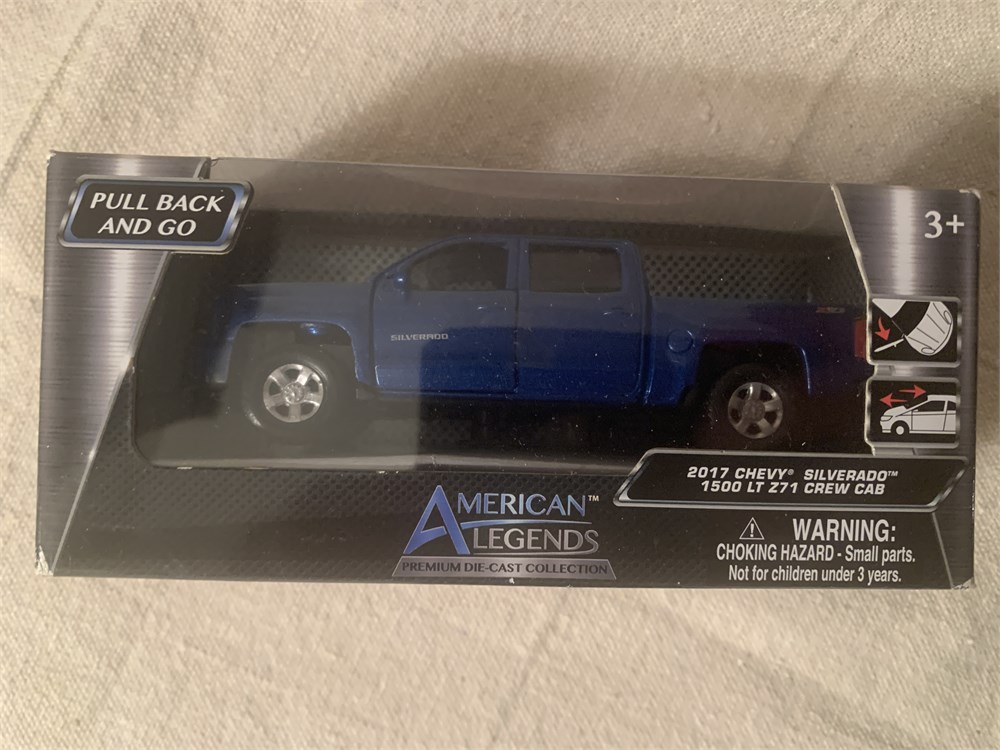 PULL BACK
AND GO
3+
SILVERADO
Z71
2017 CHEVY® SILVERADO™
1500 LT Z71 CREW CAB
AMERICAN™
LEGENDS
PREMIUM DIE-CAST COLLECTION
⚠ WARNING:
CHOKING HAZARD - Small parts.
Not for children under 3 years.